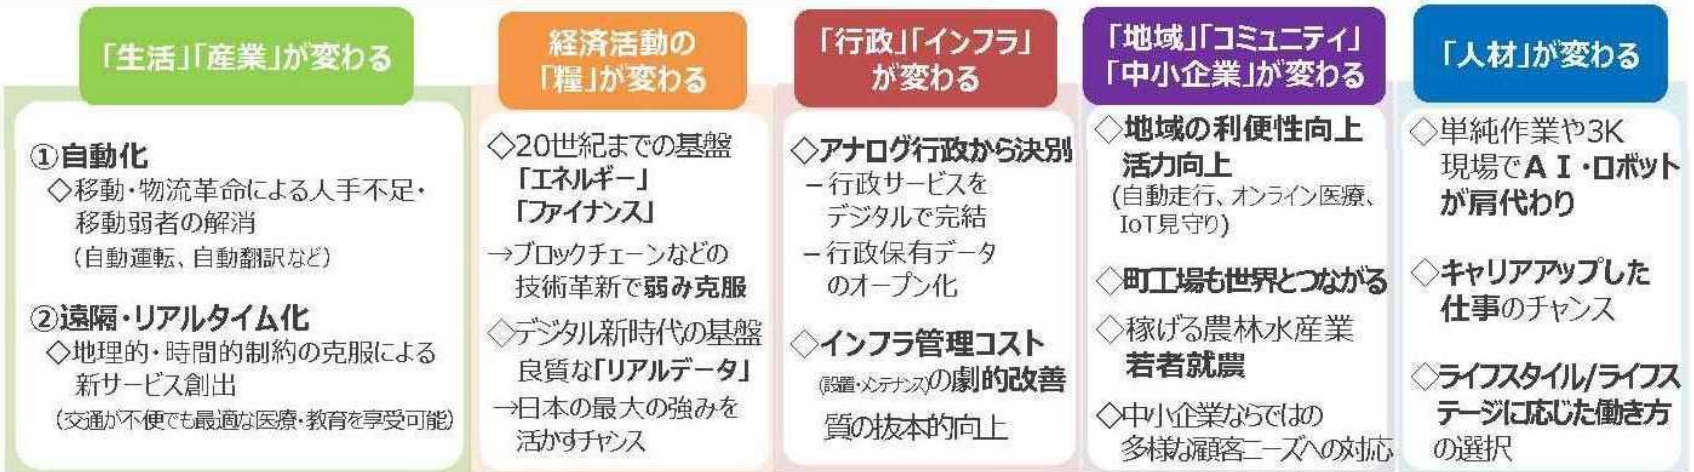 「生活」「産業」が変わる
①自動化
◇移動・物流革命による人手不足・
移動弱者の解消
（自動運転、自動翻訳など）
②遠隔・リアルタイム化
◇地理的・時間的制約の克服による
新サービス創出
（交通が不便でも最適な医療・教育を享受可能）
経済活動の
「糧」が変わる
◇20世紀までの基盤
「エネルギー」
「ファイナンス」
→ブロックチェーンなどの
技術革新で弱み克服
◇デジタル新時代の基盤
良質な「リアルデータ」
→日本の最大の強みを
活かすチャンス
「行政」「インフラ」
が変わる
◇アナログ行政から決別
－行政サービスを
デジタルで完結
－行政保有データ
のオープン化
◇インフラ管理コスト
(設置・メンテナンス)の劇的改善
質の抜本的向上
「地域」「コミュニティ」
「中小企業」が変わる
◇地域の利便性向上
活力向上
(自動走行、オンライン医療、
IoT見守り)
◇町工場も世界とつながる
◇稼げる農林水産業
若者就農
◇中小企業ならではの
多様な顧客ニーズへの対応
「人材」が変わる
◇単純作業や3K
現場でＡＩ・ロボット
が肩代わり
◇キャリアアップした
仕事のチャンス
◇ライフスタイル/ライフス
テージに応じた働き方
の選択